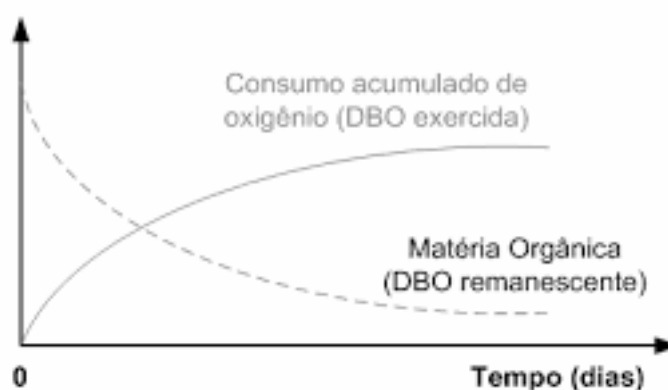 Consumo acumulado de
oxigênio (DBO exercida)
Matéria Orgânica
(DBO remanescente)
0
Tempo (dias)